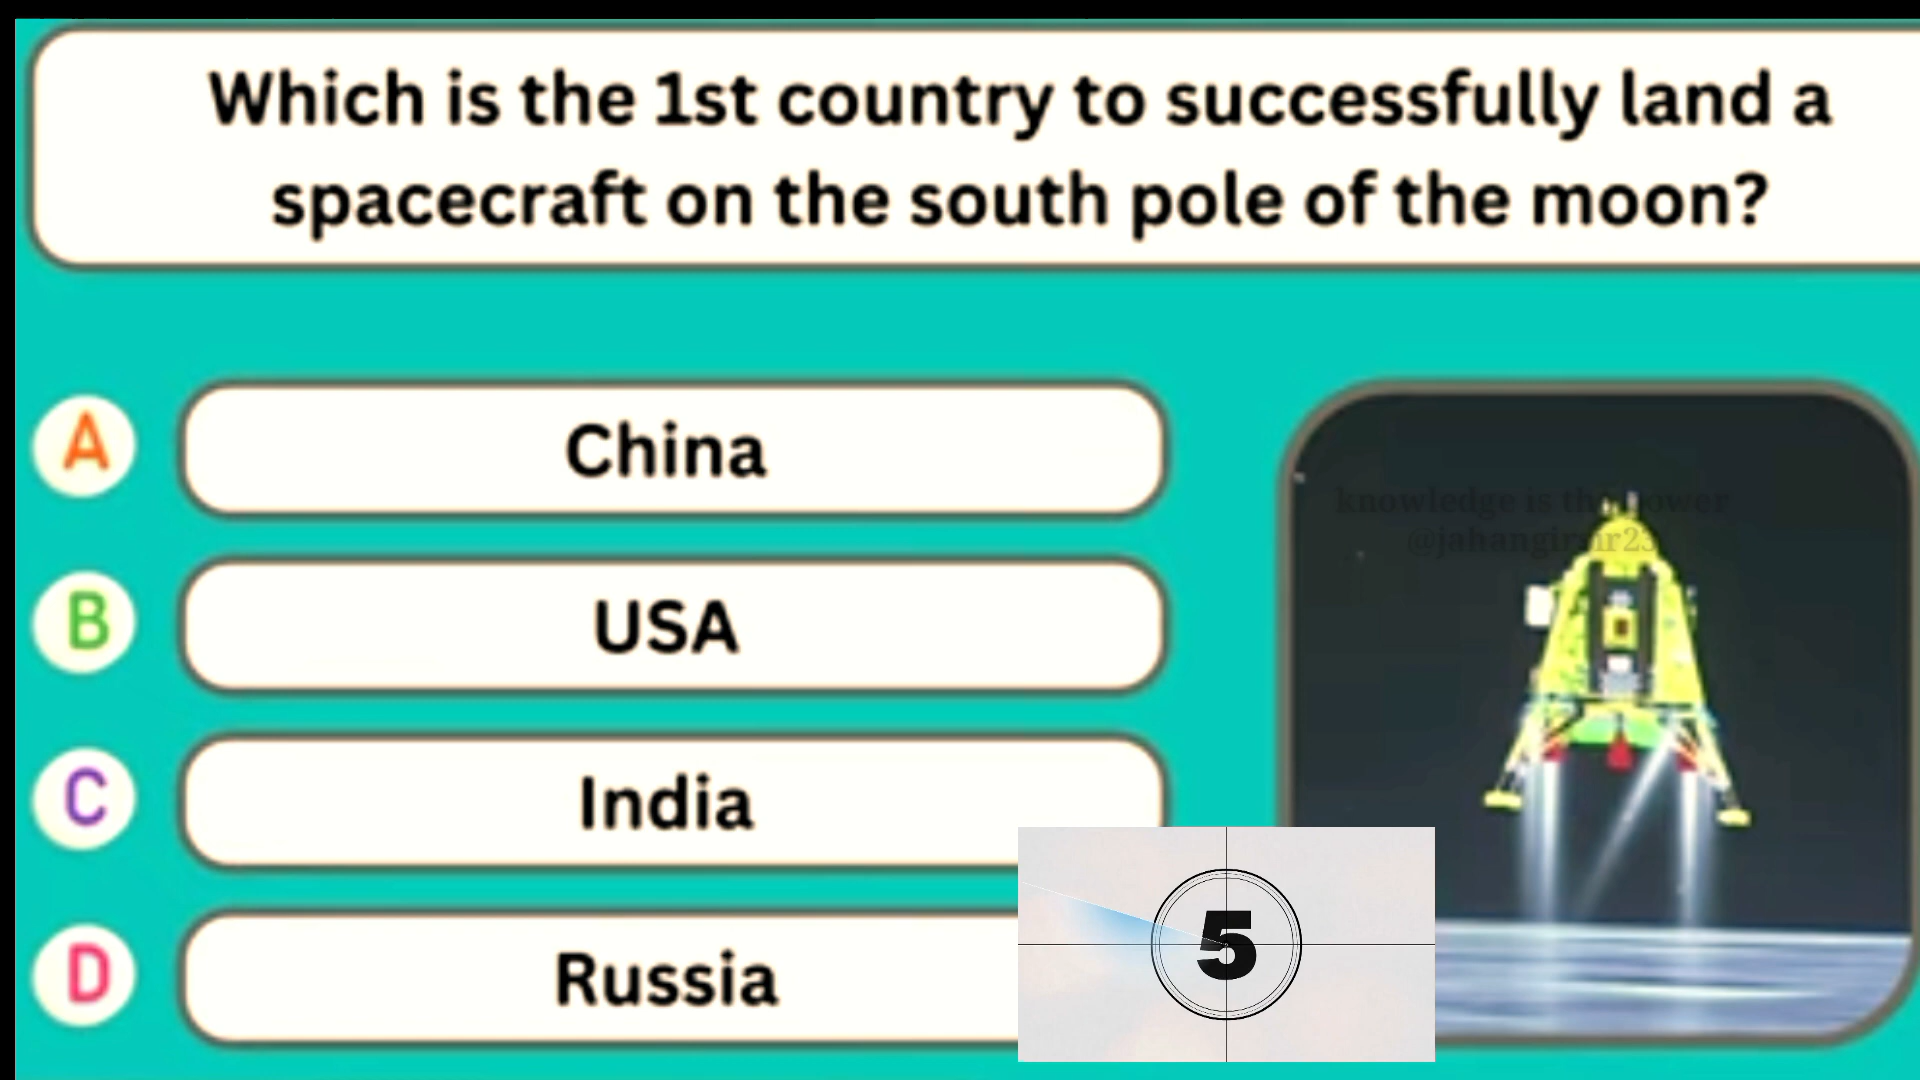 Which is the 1st country to successfully land a
spacecraft on the south pole of the moon?
A
China
B
USA
C
India
D
Russia
knowledge is the power
5